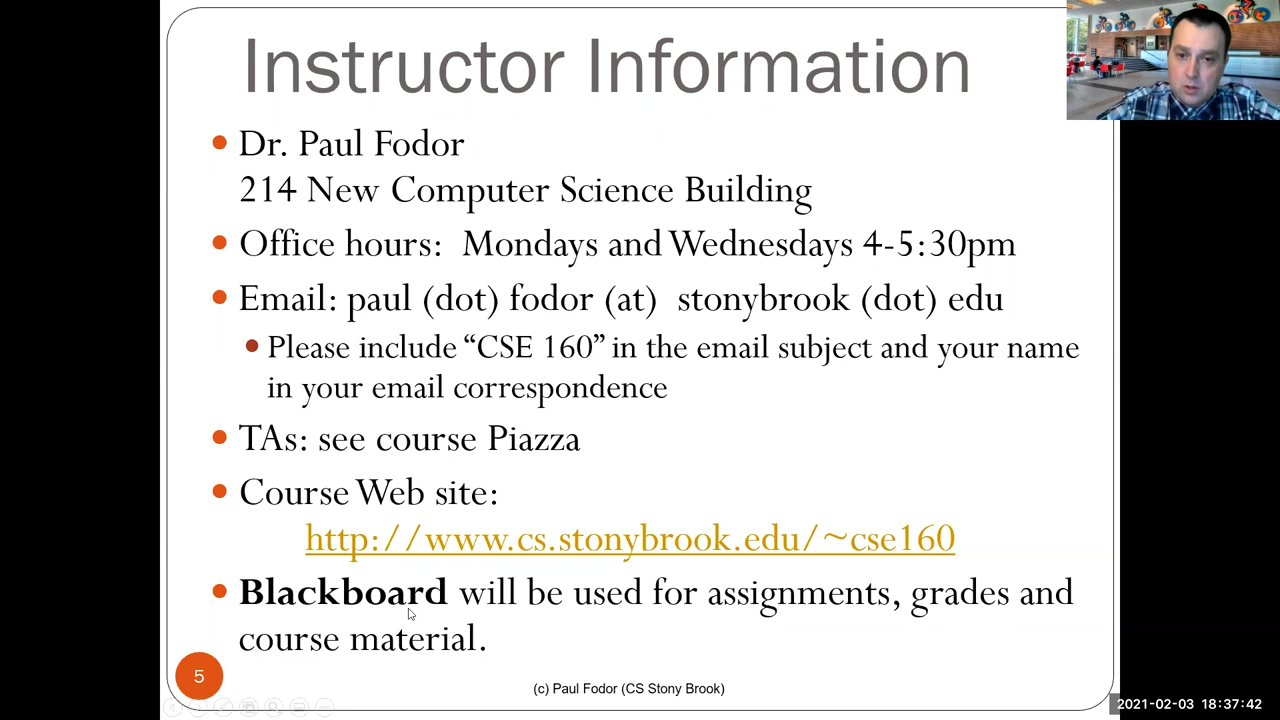 Instructor Information
Dr. Paul Fodor
214 New Computer Science Building
Office hours: Mondays and Wednesdays 4-5:30pm
Email: paul (dot) fodor (at) stonybrook (dot) edu
Please include “CSE 160” in the email subject and your name
in your email correspondence
TAs: see course Piazza
Course Web site:
http://www.cs.stonybrook.edu/~cse160
Blackboard will be used for assignments, grades and
course material.
5
(c) Paul Fodor (CS Stony Brook)
2021-02-03 18:37:42